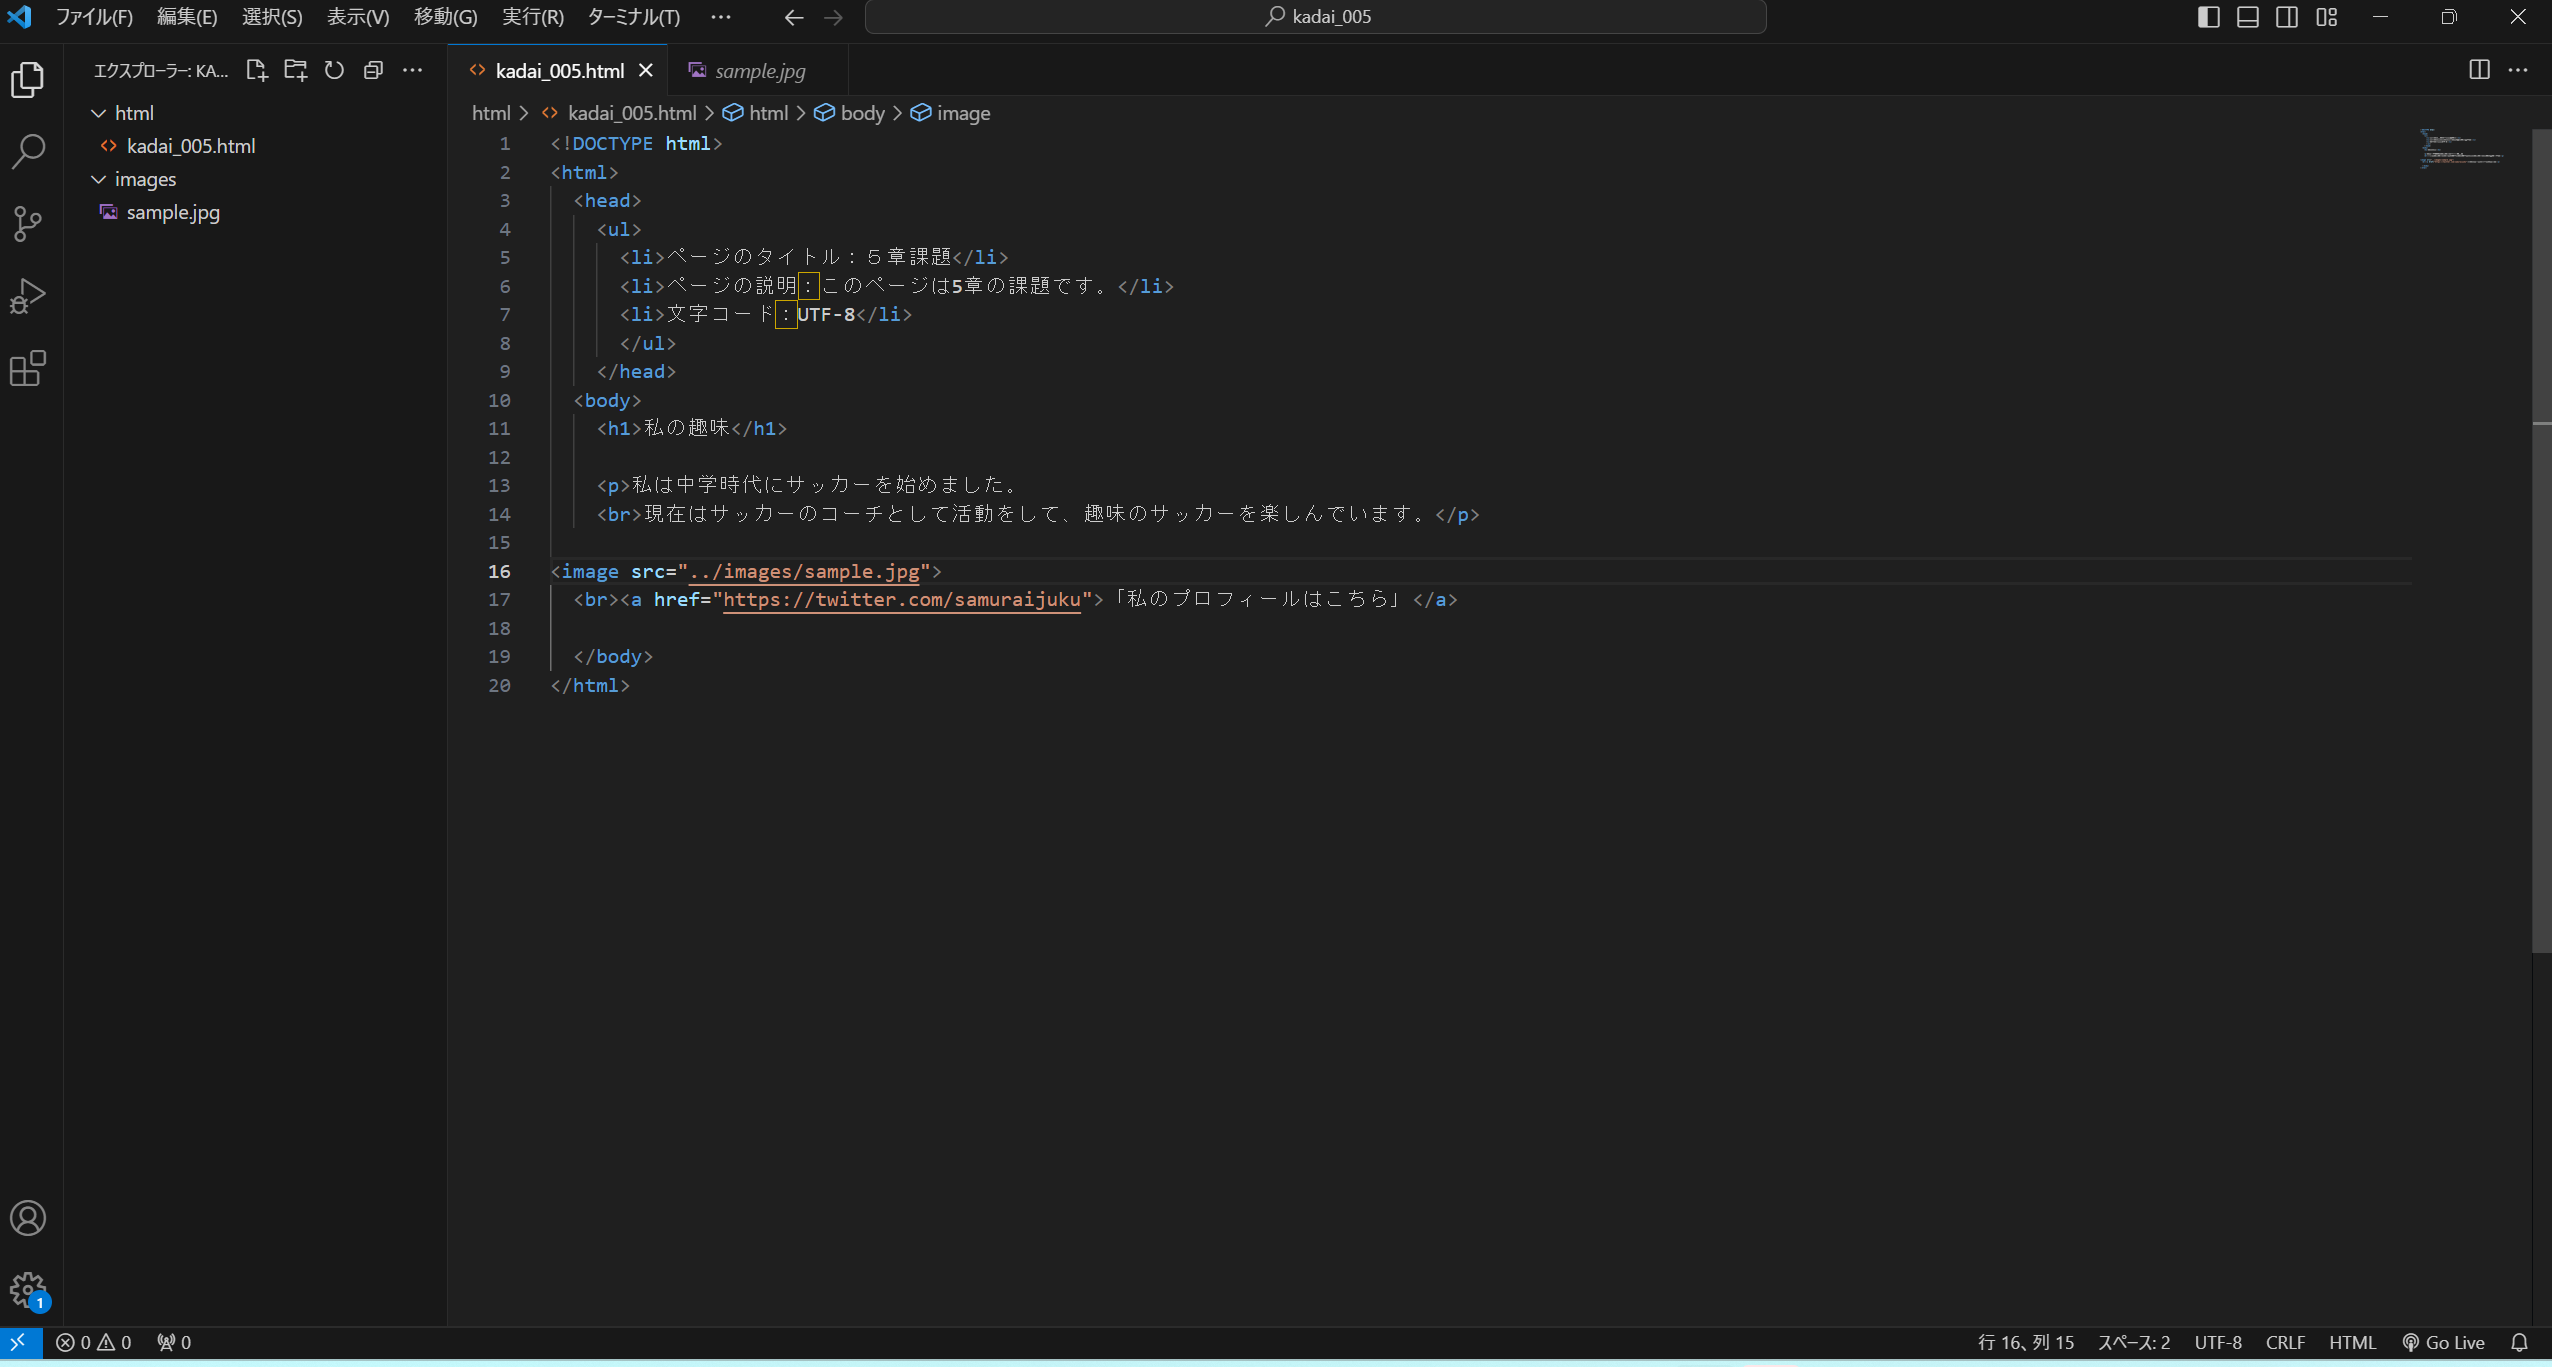 ファイル(F) 編集(E) 選択(S) 表示(V) 移動(G) 実行(R) ターミナル(T) ··· kadai_005
エクスプローラー: KA...
html
kadai_005.html
images
sample.jpg
kadai_005.html sample.jpg
html > kadai_005.html > html > body > image
1 <!DOCTYPE html>
2 <html>
3 <head>
4 <ul>
5 <li>ページのタイトル：５章課題</li>
6 <li>ページの説明：このページは5章の課題です。</li>
7 <li>文字コード：UTF-8</li>
8 </ul>
9 </head>
10 <body>
11 <h1>私の趣味</h1>
12
13 <p>私は中学時代にサッカーを始めました。
14 <br>現在はサッカーのコーチとして活動をして、趣味のサッカーを楽しんでいます。</p>
15
16 <image src="../images/sample.jpg">
17 <br><a href="https://twitter.com/samuraijuku">「私のプロフィールはこちら」</a>
18
19 </body>
20 </html>
1
0 0 0 行 16、列 15 スペース: 2 UTF-8 CRLF HTML Go Live